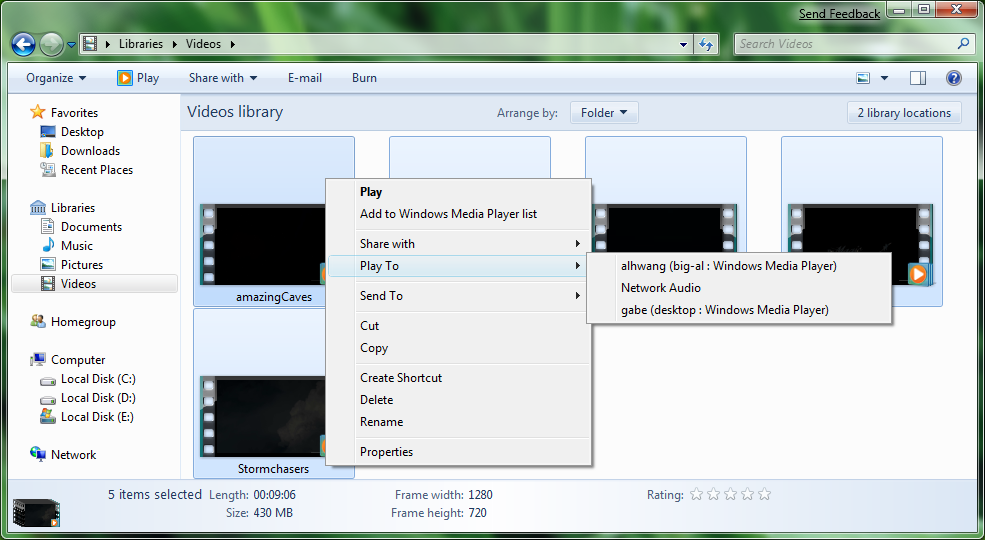 Send Feedback
Libraries Videos
Search Videos
Organize Play Share with E-mail Burn
Favorites
Desktop
Downloads
Recent Places
Libraries
Documents
Music
Pictures
Videos
Homegroup
Computer
Local Disk (C:)
Local Disk (D:)
Local Disk (E:)
Network
Videos library
Arrange by: Folder
2 library locations
amazingCaves
Stormchasers
Play
Add to Windows Media Player list
Share with
Play To
Send To
Cut
Copy
Create Shortcut
Delete
Rename
Properties
alhwang (big-al : Windows Media Player)
Network Audio
gabe (desktop : Windows Media Player)
5 items selected Length: 00:09:06 Frame width: 1280 Rating:
Size: 430 MB Frame height: 720